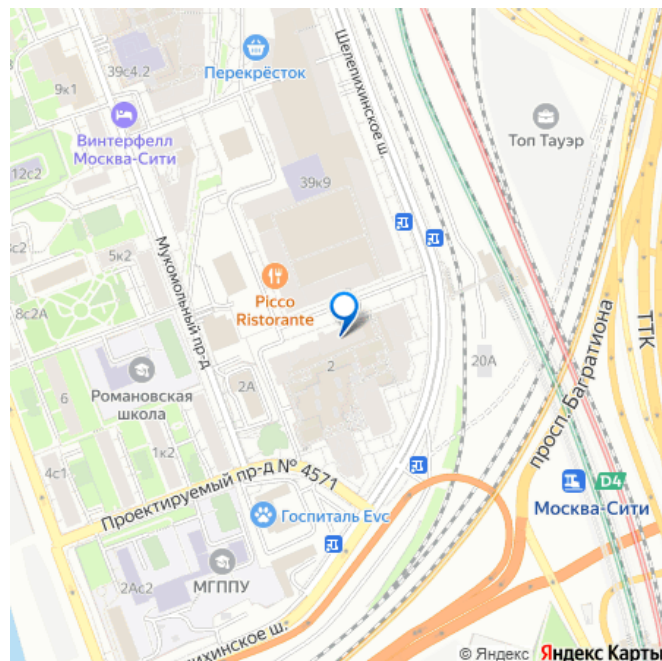 39с4.2
Перекрёсток
9к1
Винтерфелл
Москва-Сити
12с2
Шелепихинское ш.
Топ Тауэр
39к9
5к2
Мукомольный пр-д
8с2А
Picco
Ristorante
ТТК
просп. Багратиона
20А
Романовская
школа
2А
2
6
1к2
4с1
Проектируемый пр-д № 4571
D4
Москва-Сити
Госпиталь Evc
МГППУ
2Ас2
пихинское ш.
© Яндекс Яндекс Карты